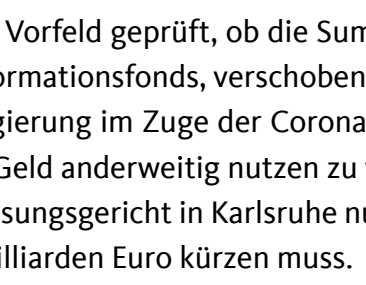 Vorfeld geprüft, ob die Sum
ormationsfonds, verschoben
gierung im Zuge der Corona
Geld anderweitig nutzen zu
sungsgericht in Karlsruhe nu
illiarden Euro kürzen muss.